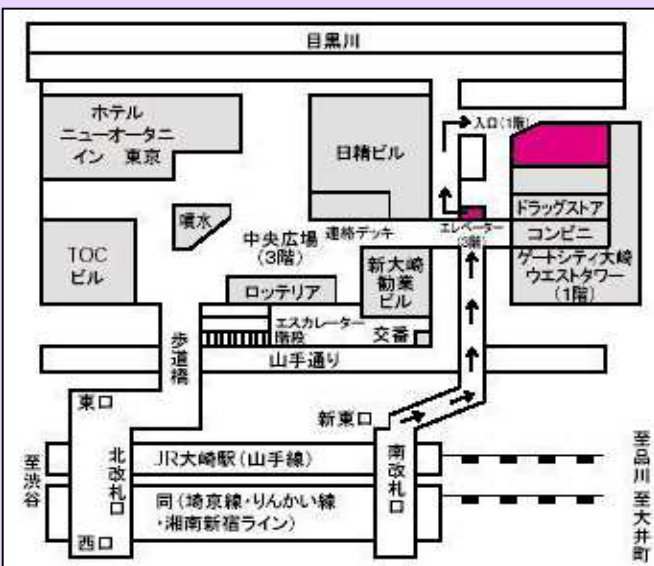 目黒川
ホテル
ニューオータニ
イン 東京
日精ビル
入口(1階)
ドラッグストア
コンビニ
ゲートシティ大崎
ウエストタワー
(1階)
エレベーター
(3階)
連絡デッキ
噴水
中央広場
(3階)
TOC
ビル
新大崎
勧業
ビル
ロッテリア
エスカレーター
階段
交番
歩道橋
山手通り
東口
新東口
至渋谷
北改札口
JR大崎駅(山手線)
同(埼京線・りんかい線
・湘南新宿ライン)
南改札口
西口
至品川
至大井町